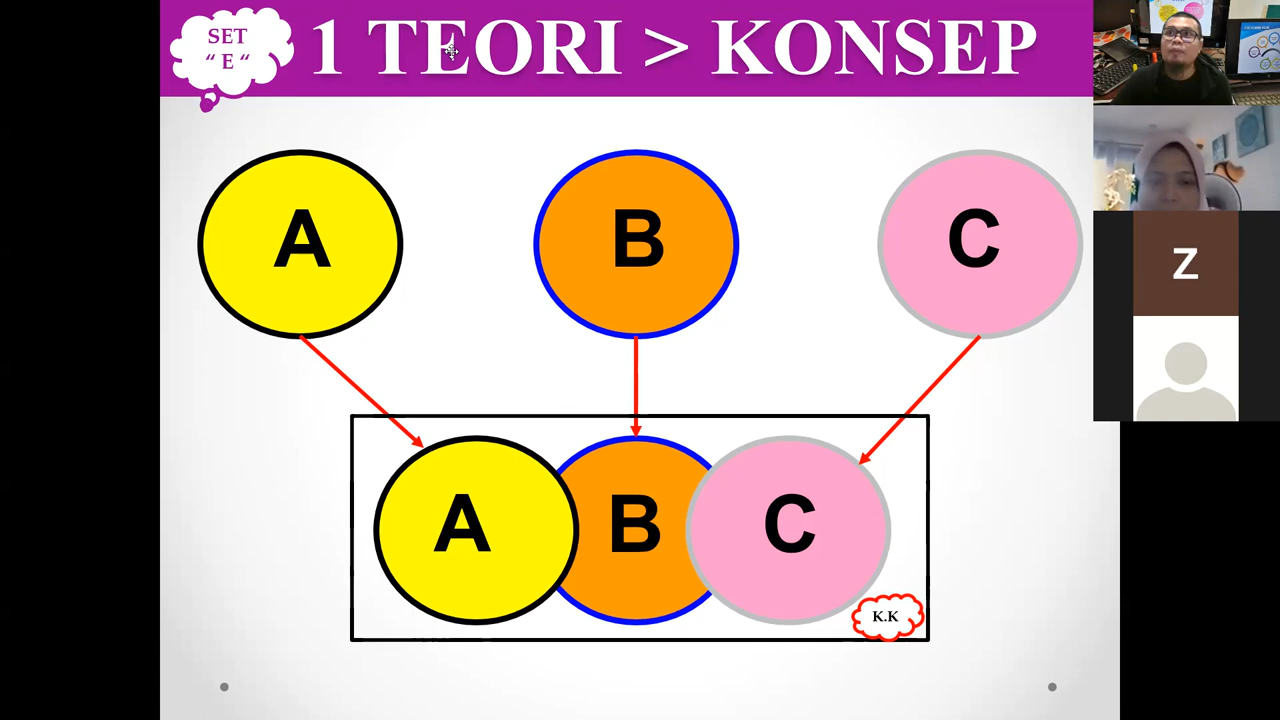 SET
“ E “
1 TEORI > KONSEP
A
B
C
A
B
C
K.K
Z